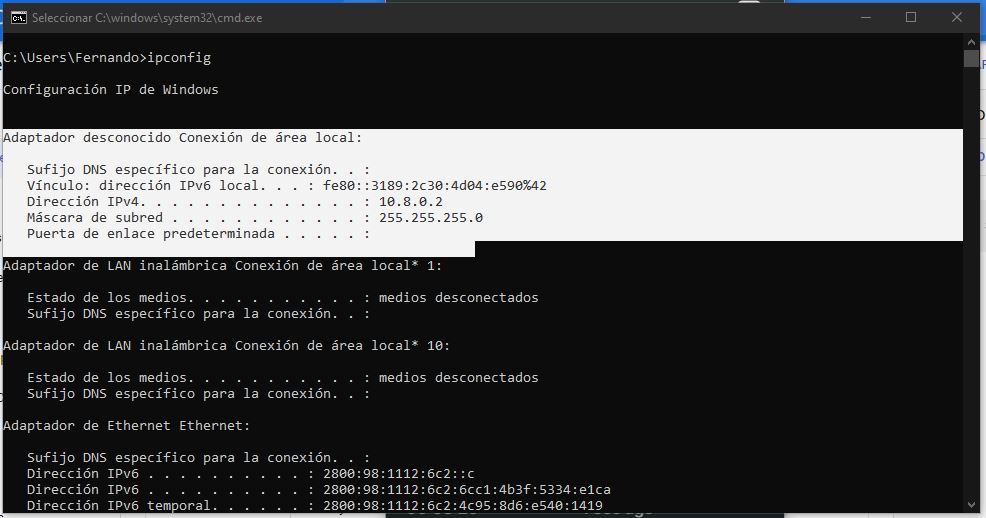 Seleccionar C:\windows\system32\cmd.exe
C:\Users\Fernando>ipconfig
Configuración IP de Windows
Adaptador desconocido Conexión de área local:
Sufijo DNS específico para la conexión. . :
Vínculo: dirección IPv6 local. . . : fe80::3189:2c30:4d04:e590%42
Dirección IPv4. . . . . . . . . . . . . . : 10.8.0.2
Máscara de subred . . . . . . . . . . . . : 255.255.255.0
Puerta de enlace predeterminada . . . . . :
Adaptador de LAN inalámbrica Conexión de área local* 1:
Estado de los medios. . . . . . . . . . . : medios desconectados
Sufijo DNS específico para la conexión. . :
Adaptador de LAN inalámbrica Conexión de área local* 10:
Estado de los medios. . . . . . . . . . . : medios desconectados
Sufijo DNS específico para la conexión. . :
Adaptador de Ethernet Ethernet:
Sufijo DNS específico para la conexión. . :
Dirección IPv6 . . . . . . . . . . : 2800:98:1112:6c2::c
Dirección IPv6 . . . . . . . . . . : 2800:98:1112:6c2:6cc1:4b3f:5334:e1ca
Dirección IPv6 temporal. . . . . . : 2800:98:1112:6c2:4c95:8d6:e540:1419